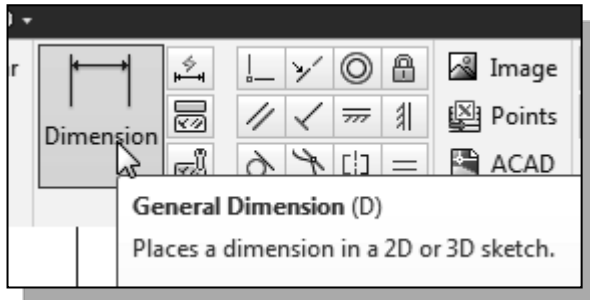 r
Dimension
Image
Points
ACAD
General Dimension (D)
Places a dimension in a 2D or 3D sketch.